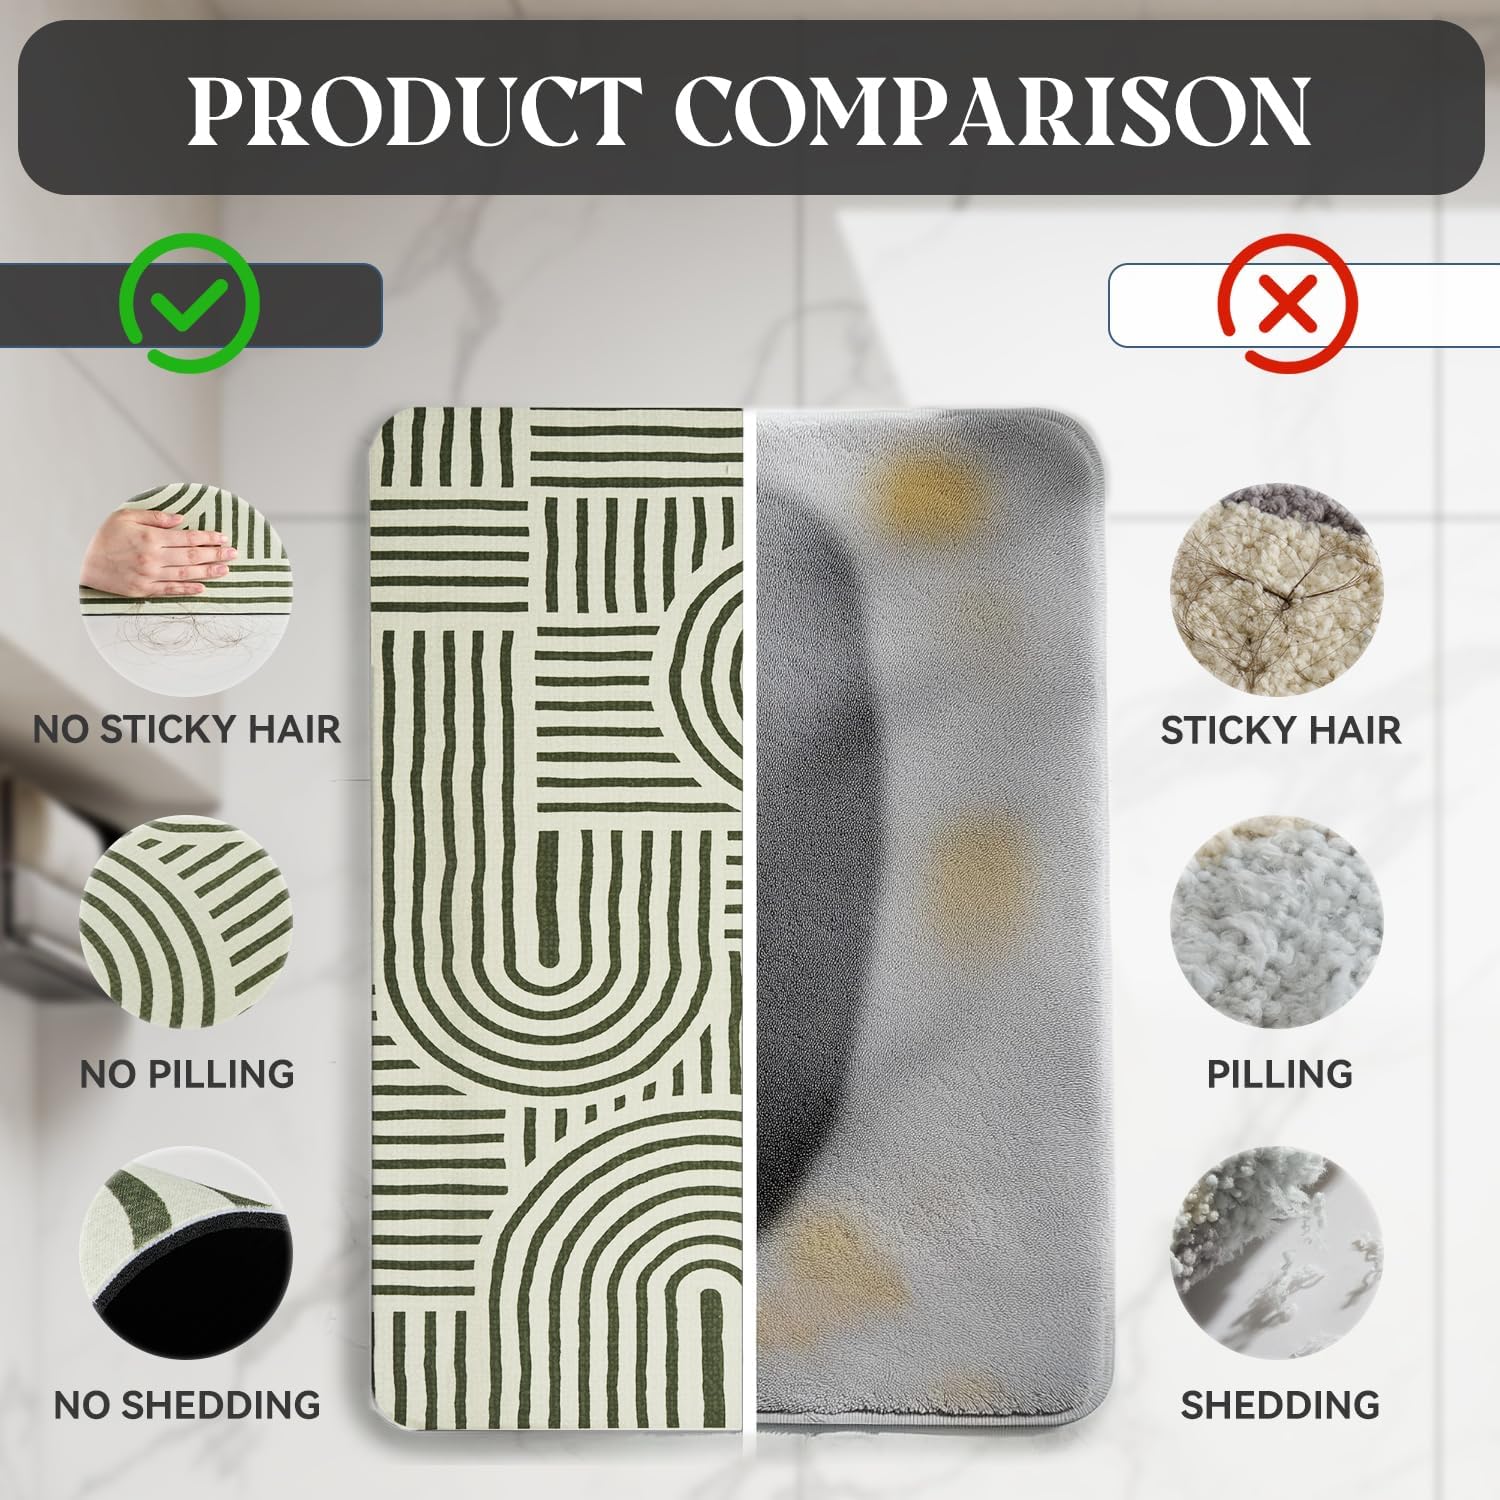 PRODUCT COMPARISON
NO STICKY HAIR
STICKY HAIR
NO PILLING
PILLING
NO SHEDDING
SHEDDING